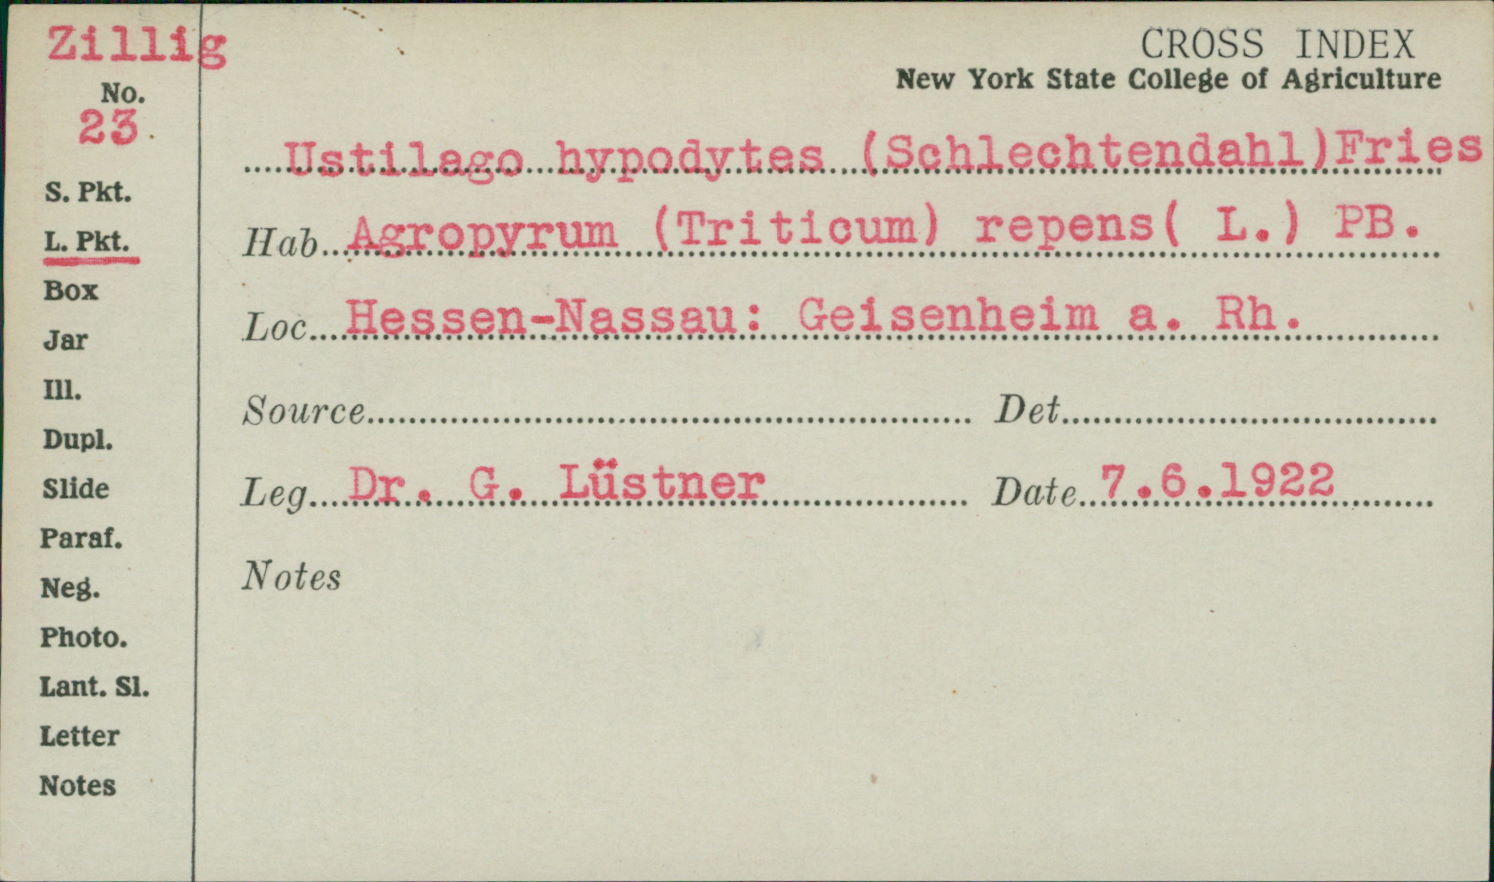 Zillig
No.
23
S. Pkt.
L. Pkt.
Box
Jar
Ill.
Dupl.
Slide
Paraf.
Neg.
Photo.
Lant. Sl.
Letter
Notes
CROSS INDEX
New York State College of Agriculture
Ustilago hypodytes (Schlechtendahl)Fries
Hab Agropyrum (Triticum) repens( L.) PB.
Loc Hessen-Nassau: Geisenheim a. Rh.
Source Det
Leg Dr. G. Lüstner Date 7.6.1922
Notes